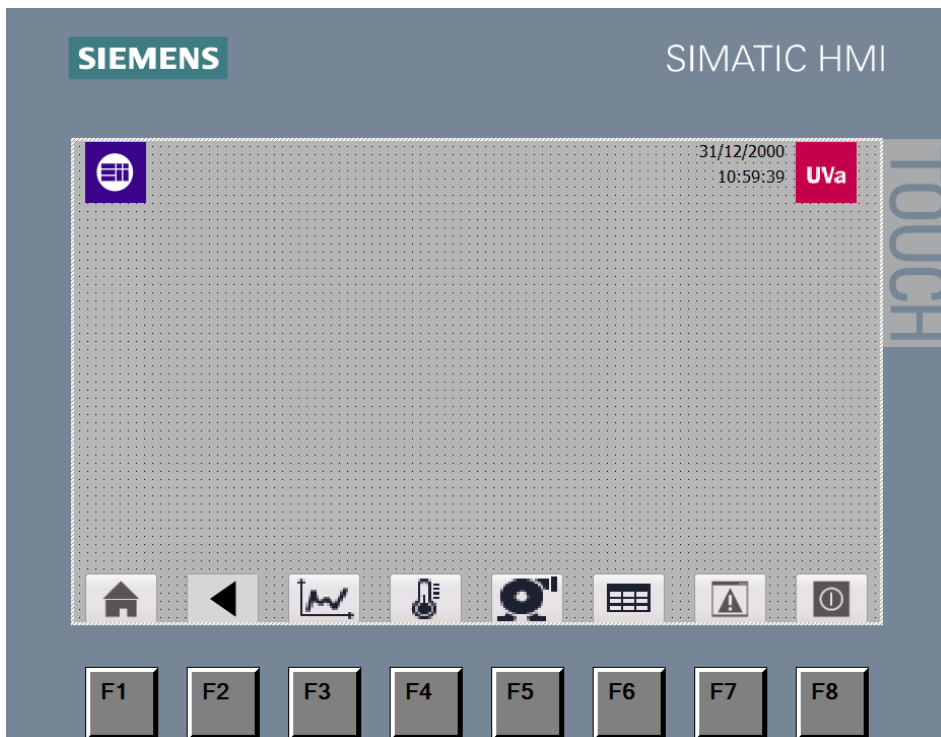 SIEMENS
SIMATIC HMI
31/12/2000
10:59:39
UVa
TOUCH
F1
F2
F3
F4
F5
F6
F7
F8